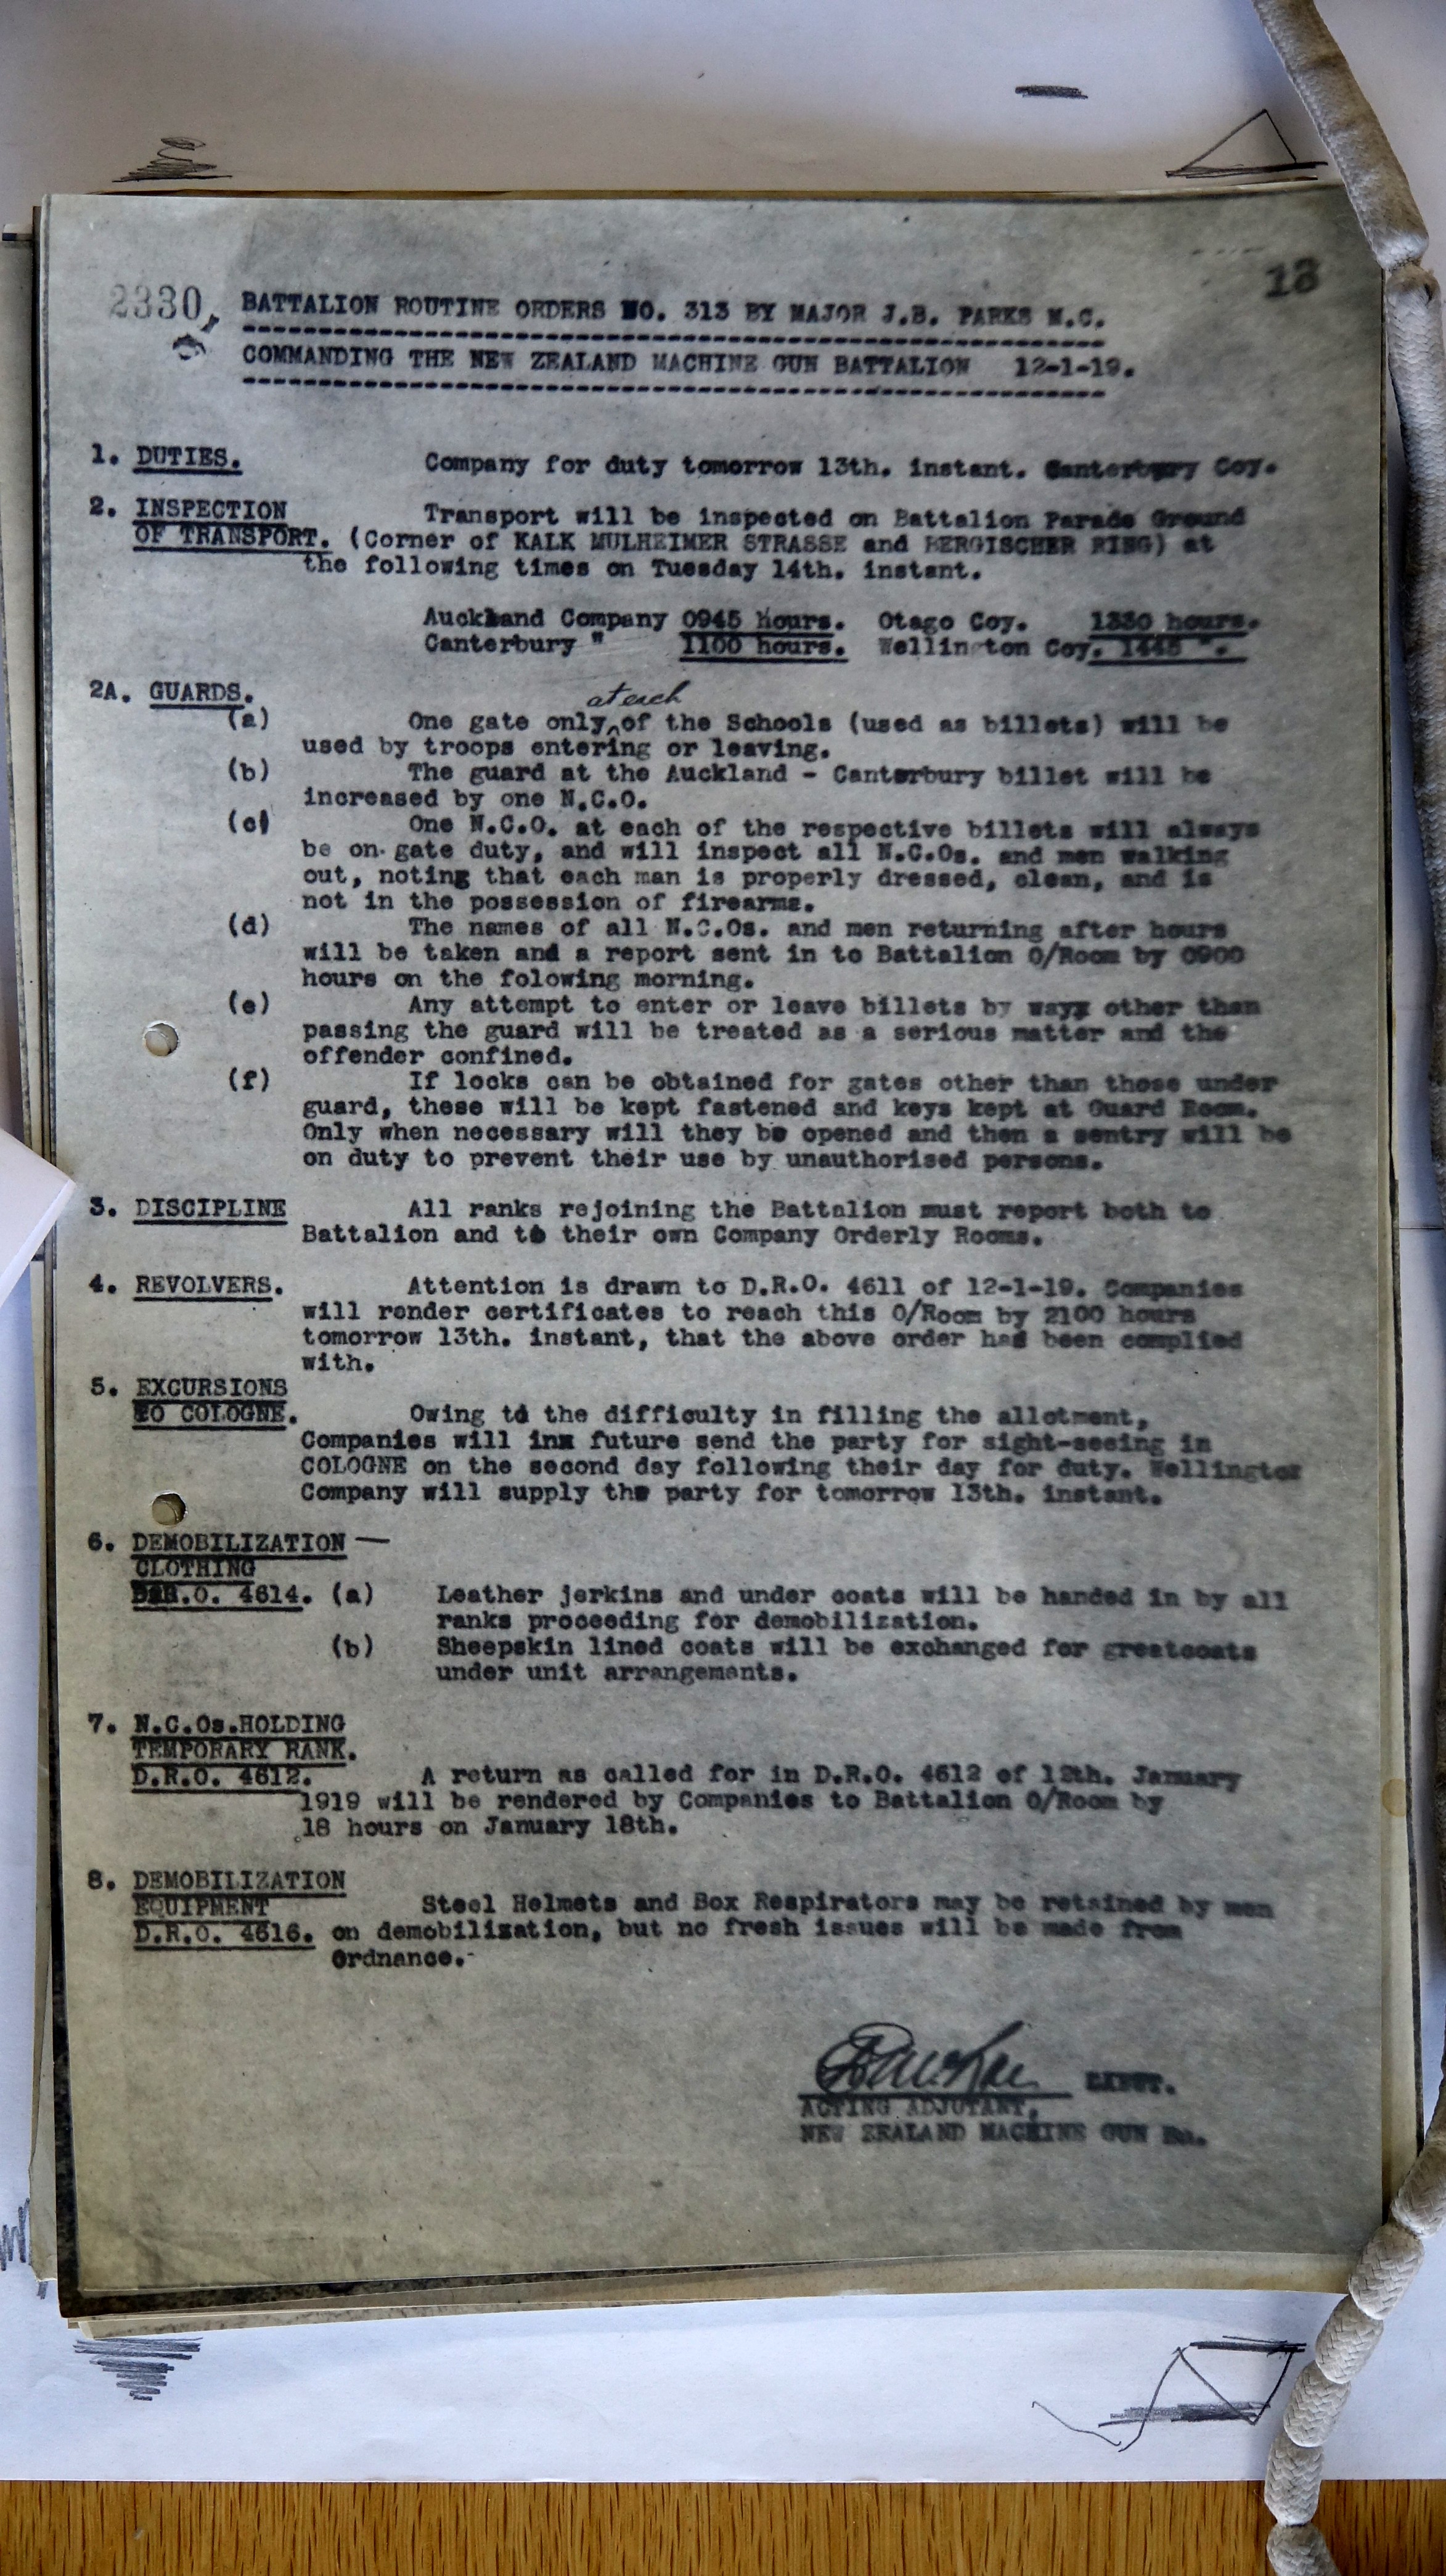 13
2330
BATTALION ROUTINE ORDERS NO. 313 BY MAJOR J.B. PARKS M.C.
COMMANDING THE NEW ZEALAND MACHINE GUN BATTALION 12-1-19.
1. DUTIES. Company for duty tomorrow 13th. instant. Canterbury Coy.
2. INSPECTION Transport will be inspected on Battalion Parade Ground
OF TRANSPORT. (Corner of KALK MULHEIMER STRASSE and BERGISCHER RING) at
the following times on Tuesday 14th. instant.
Auckland Company 0945 hours. Otago Coy. 1330 hours.
Canterbury " 1100 hours. Wellington Coy. 1445 ".
2A. GUARDS.
at each
(a) One gate only of the Schools (used as billets) will be
used by troops entering or leaving.
(b) The guard at the Auckland - Canterbury billet will be
increased by one N.C.O.
(c) One N.C.O. at each of the respective billets will always
be on gate duty, and will inspect all N.C.Os. and men walking
out, noting that each man is properly dressed, clean, and is
not in the possession of firearms.
(d) The names of all N.C.Os. and men returning after hours
will be taken and a report sent in to Battalion O/Room by 0900
hours on the folowing morning.
(e) Any attempt to enter or leave billets by way other than
passing the guard will be treated as a serious matter and the
offender confined.
(f) If locks can be obtained for gates other than those under
guard, these will be kept fastened and keys kept at Guard Room.
Only when necessary will they be opened and then a sentry will be
on duty to prevent their use by unauthorised persons.
3. DISCIPLINE All ranks rejoining the Battalion must report both to
Battalion and to their own Company Orderly Rooms.
4. REVOLVERS. Attention is drawn to D.R.O. 4611 of 12-1-19. Companies
will render certificates to reach this O/Room by 2100 hours
tomorrow 13th. instant, that the above order has been complied
with.
5. EXCURSIONS
TO COLOGNE. Owing to the difficulty in filling the allotment,
Companies will in future send the party for sight-seeing in
COLOGNE on the second day following their day for duty. Wellington
Company will supply the party for tomorrow 13th. instant.
6. DEMOBILIZATION —
CLOTHING
D.R.O. 4614. (a) Leather jerkins and under coats will be handed in by all
ranks proceeding for demobilization.
(b) Sheepskin lined coats will be exchanged for greatcoats
under unit arrangements.
7. N.C.Os.HOLDING
TEMPORARY RANK.
D.R.O. 4612. A return as called for in D.R.O. 4612 of 12th. January
1919 will be rendered by Companies to Battalion O/Room by
18 hours on January 18th.
8. DEMOBILIZATION
EQUIPMENT Steel Helmets and Box Respirators may be retained by men
D.R.O. 4616. on demobilization, but no fresh issues will be made from
Ordnance.
LIEUT.
ACTING ADJUTANT,
NEW ZEALAND MACHINE GUN Bn.